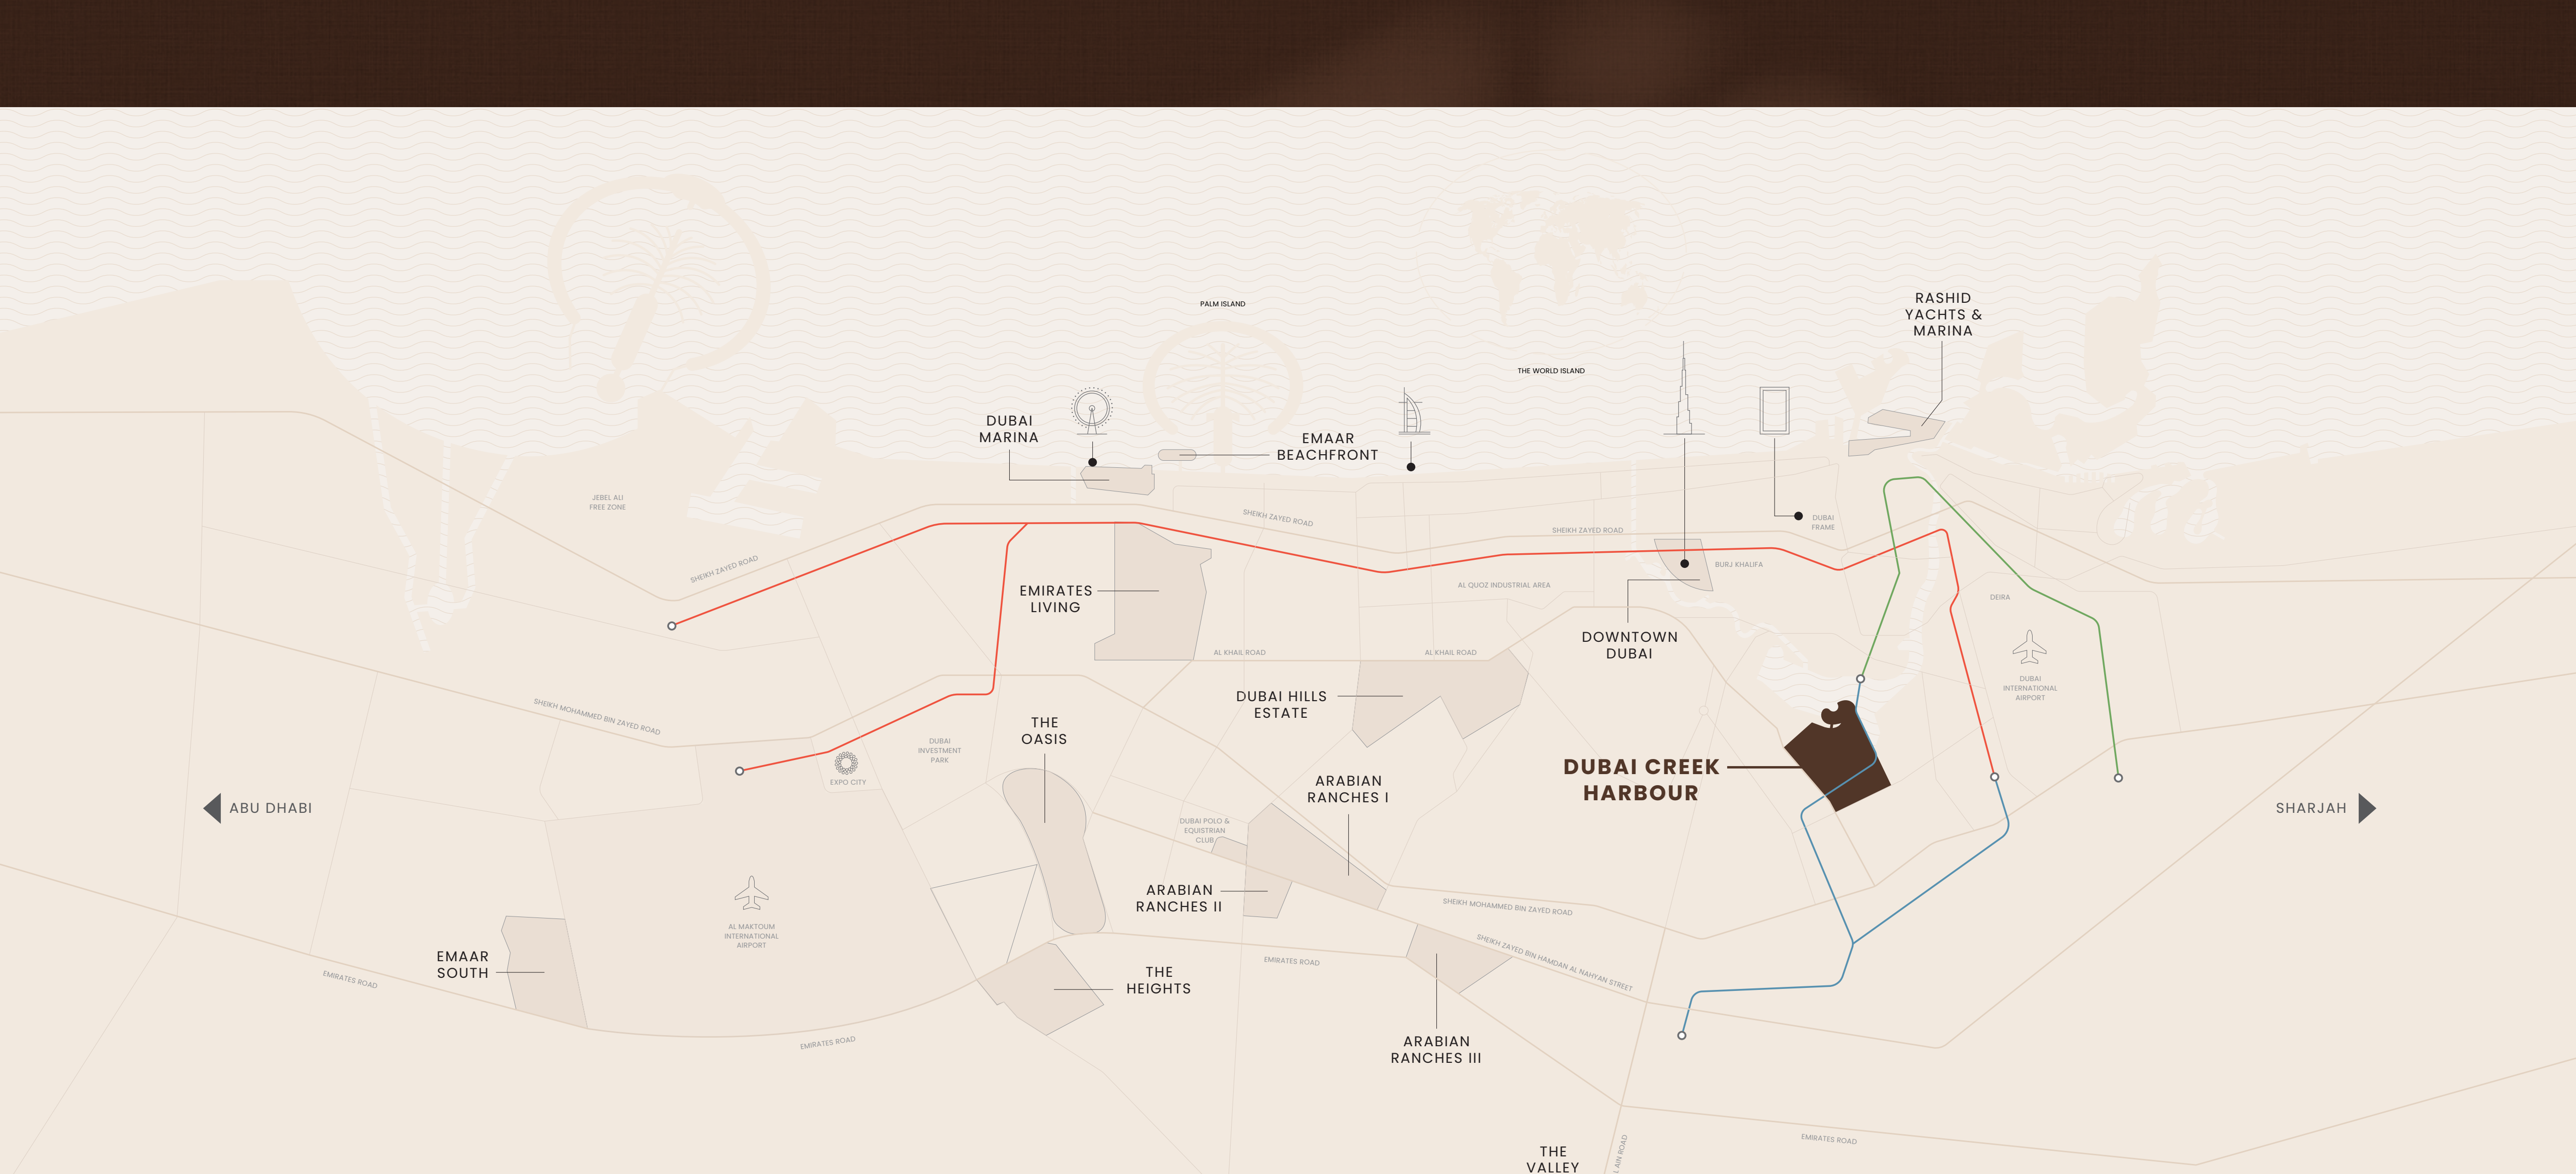 PALM ISLAND
RASHID
YACHTS &
MARINA
THE WORLD ISLAND
DUBAI
MARINA
EMAAR
BEACHFRONT
JEBEL ALI
FREE ZONE
SHEIKH ZAYED ROAD
SHEIKH ZAYED ROAD
SHEIKH ZAYED ROAD
DUBAI
FRAME
BURJ KHALIFA
EMIRATES
LIVING
AL QUOZ INDUSTRIAL AREA
DEIRA
DOWNTOWN
DUBAI
AL KHAIL ROAD
AL KHAIL ROAD
DUBAI
INTERNATIONAL
AIRPORT
DUBAI HILLS
ESTATE
SHEIKH MOHAMMED BIN ZAYED ROAD
THE
OASIS
DUBAI
INVESTMENT
PARK
EXPO CITY
DUBAI CREEK
HARBOUR
ARABIAN
RANCHES I
ABU DHABI
SHARJAH
DUBAI POLO &
EQUISTRIAN
CLUB
ARABIAN
RANCHES II
SHEIKH MOHAMMED BIN ZAYED ROAD
AL MAKTOUM
INTERNATIONAL
AIRPORT
SHEIKH ZAYED BIN HAMDAN AL NAHYAN STREET
EMAAR
SOUTH
EMIRATES ROAD
EMIRATES ROAD
THE
HEIGHTS
EMIRATES ROAD
ARABIAN
RANCHES III
EMIRATES ROAD
THE
VALLEY
AIN ROAD